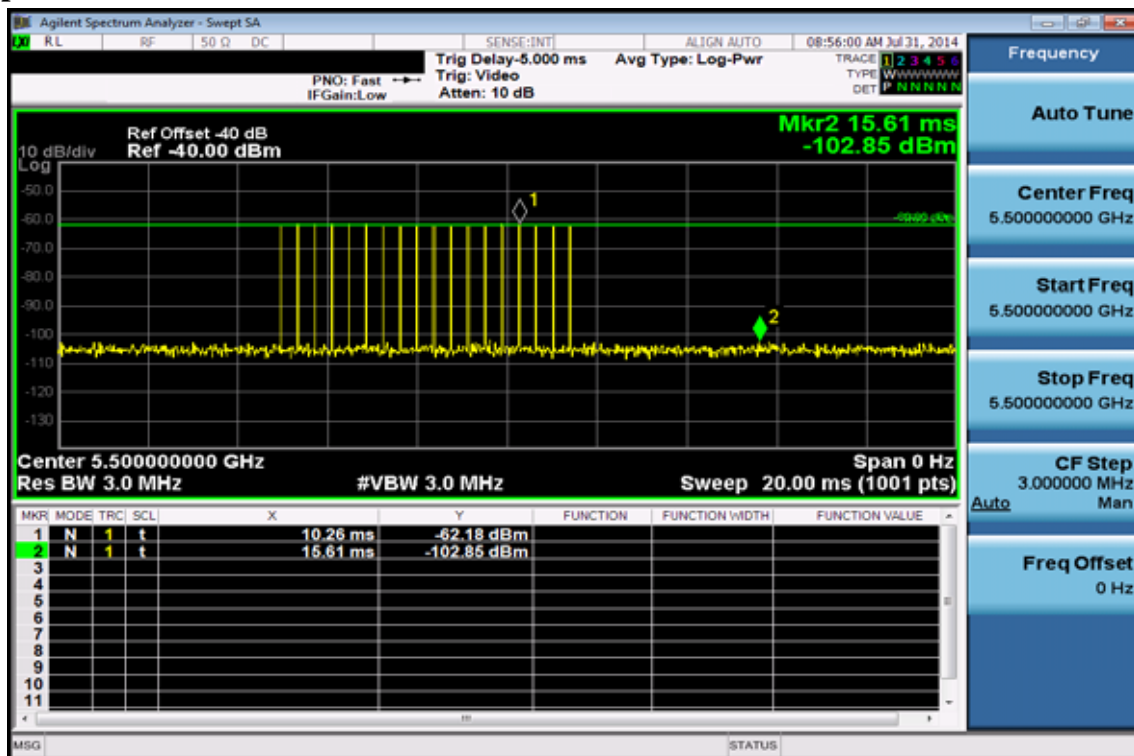 Agilent Spectrum Analyzer - Swept SA
RL RF 50 Ω DC SENSE:INT ALIGN AUTO 08:56:00 AM Jul 31, 2014
Trig Delay-5.000 ms Avg Type: Log-Pwr TRACE 1 2 3 4 5 6
PNO: Fast Trig: Video TYPE WWWWWW
IFGain:Low Atten: 10 dB DET P N N N N N
Ref Offset -40 dB Mkr2 15.61 ms
10 dB/div Ref -40.00 dBm -102.85 dBm
Log
-50.0
1
-60.0
-70.0
-80.0
-90.0
2
-100
-110
-120
-130
Center 5.500000000 GHz Span 0 Hz
Res BW 3.0 MHz #VBW 3.0 MHz Sweep 20.00 ms (1001 pts)
MKR MODE TRC SCL X Y FUNCTION FUNCTION WIDTH FUNCTION VALUE
1 N 1 t 10.26 ms -62.18 dBm
2 N 1 t 15.61 ms -102.85 dBm
3
4
5
6
7
8
9
10
11
MSG STATUS
Frequency
Auto Tune
Center Freq
5.500000000 GHz
Start Freq
5.500000000 GHz
Stop Freq
5.500000000 GHz
CF Step
3.000000 MHz
Auto Man
Freq Offset
0 Hz